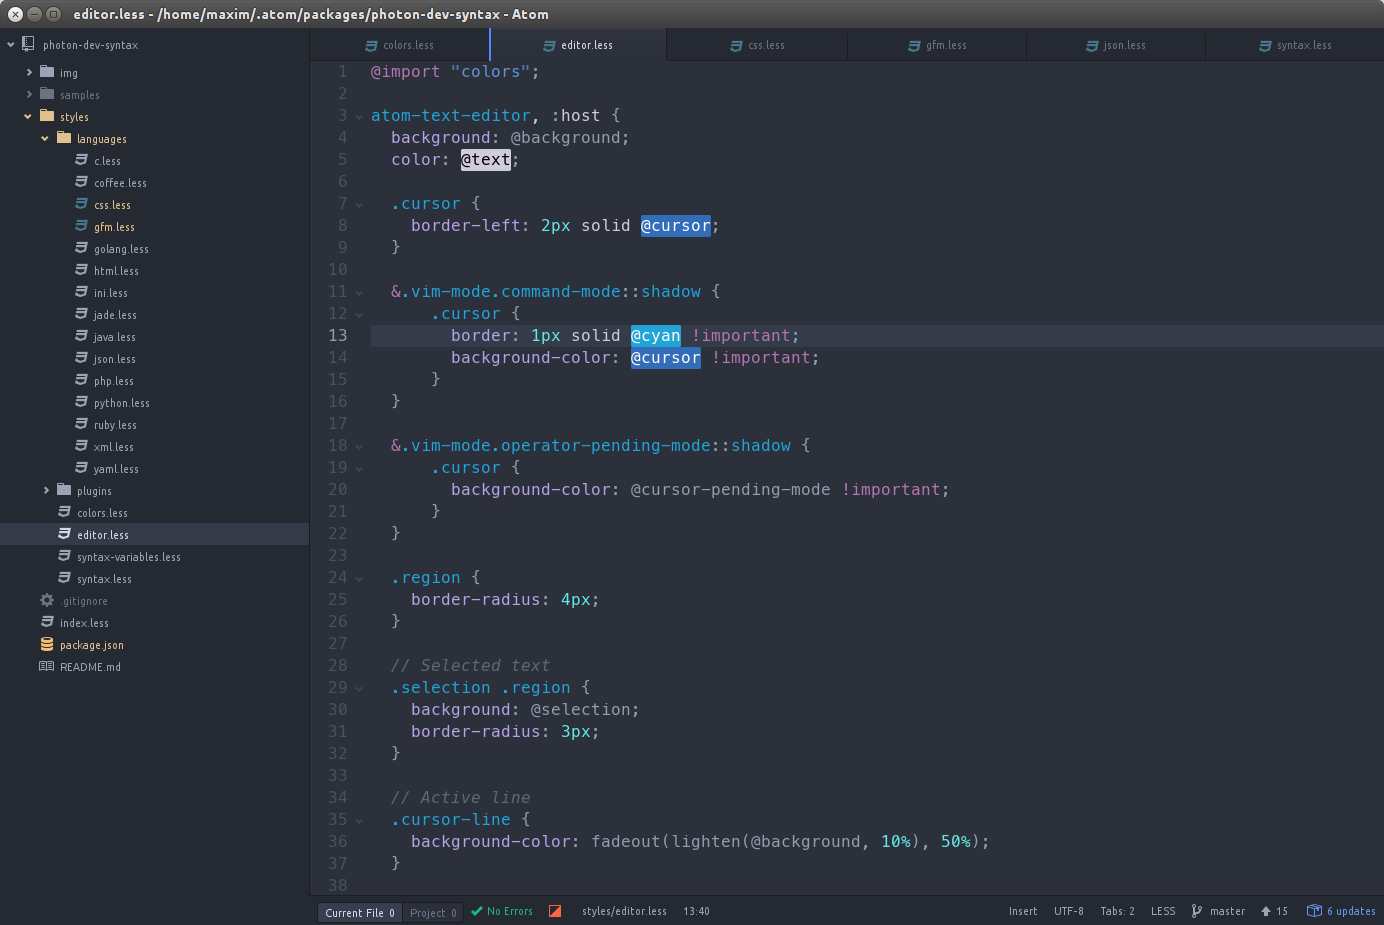 editor.less - /home/maxim/.atom/packages/photon-dev-syntax - Atom
photon-dev-syntax
img
samples
styles
languages
c.less
coffee.less
css.less
gfm.less
golang.less
html.less
ini.less
jade.less
java.less
json.less
php.less
python.less
ruby.less
xml.less
yaml.less
plugins
colors.less
editor.less
syntax-variables.less
syntax.less
.gitignore
index.less
package.json
README.md
colors.less editor.less css.less gfm.less json.less syntax.less
1 @import "colors";
2
3 atom-text-editor, :host {
4 background: @background;
5 color: @text;
6
7 .cursor {
8 border-left: 2px solid @cursor;
9 }
10
11 &.vim-mode.command-mode::shadow {
12 .cursor {
13 border: 1px solid @cyan !important;
14 background-color: @cursor !important;
15 }
16 }
17
18 &.vim-mode.operator-pending-mode::shadow {
19 .cursor {
20 background-color: @cursor-pending-mode !important;
21 }
22 }
23
24 .region {
25 border-radius: 4px;
26 }
27
28 // Selected text
29 .selection .region {
30 background: @selection;
31 border-radius: 3px;
32 }
33
34 // Active line
35 .cursor-line {
36 background-color: fadeout(lighten(@background, 10%), 50%);
37 }
38
Current File 0 Project 0 No Errors styles/editor.less 13:40 Insert UTF-8 Tabs: 2 LESS master 15 6 updates